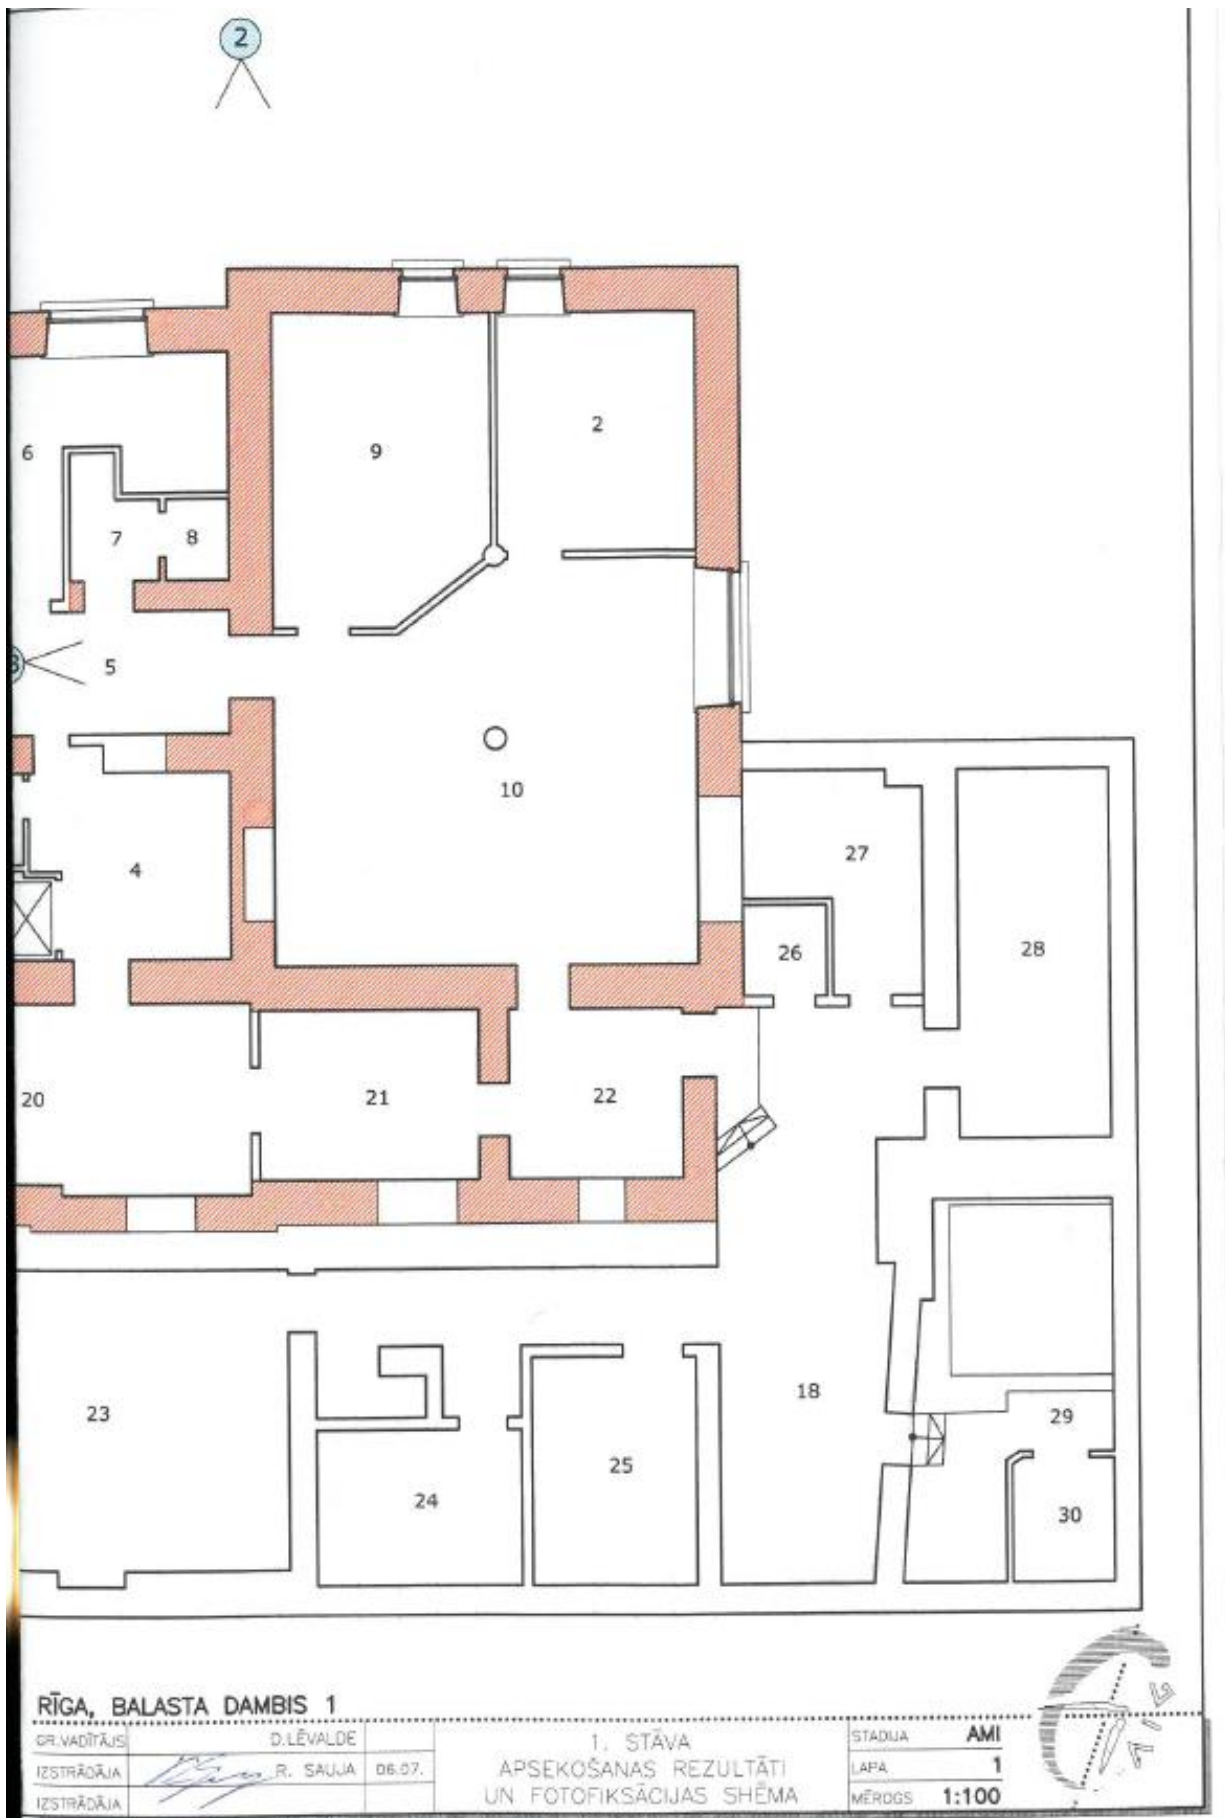 2
9
2
6
7
8
3
5
10
4
27
28
26
20
21
22
18
23
29
25
24
30
RĪGA, BALASTA DAMBIS 1
GR.VADĪTĀJS D.LĒVALDE
IZSTRĀDĀJA R. SAUJA 06.07.
IZSTRĀDĀJA
1. STĀVA
APSEKOŠANAS REZULTĀTI
UN FOTOFIKSĀCIJAS SHĒMA
STADIJA AMI
LAPA 1
MĒROGS 1:100